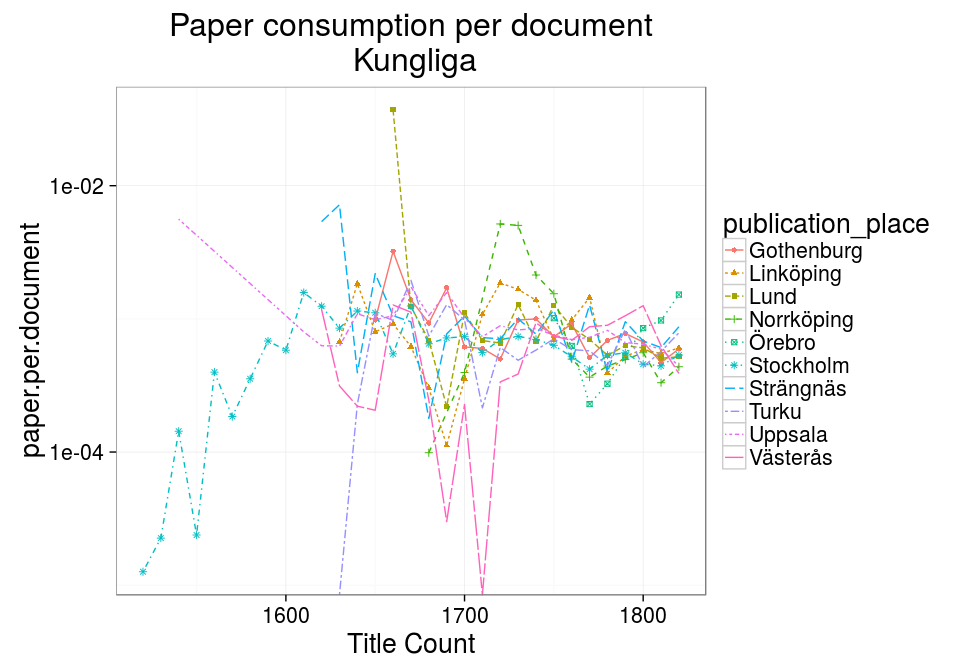 Paper consumption per document
Kungliga
1e-02
1e-04
paper.per.document
1600
1700
1800
Title Count
publication_place
Gothenburg
Linköping
Lund
Norrköping
Örebro
Stockholm
Strängnäs
Turku
Uppsala
Västerås